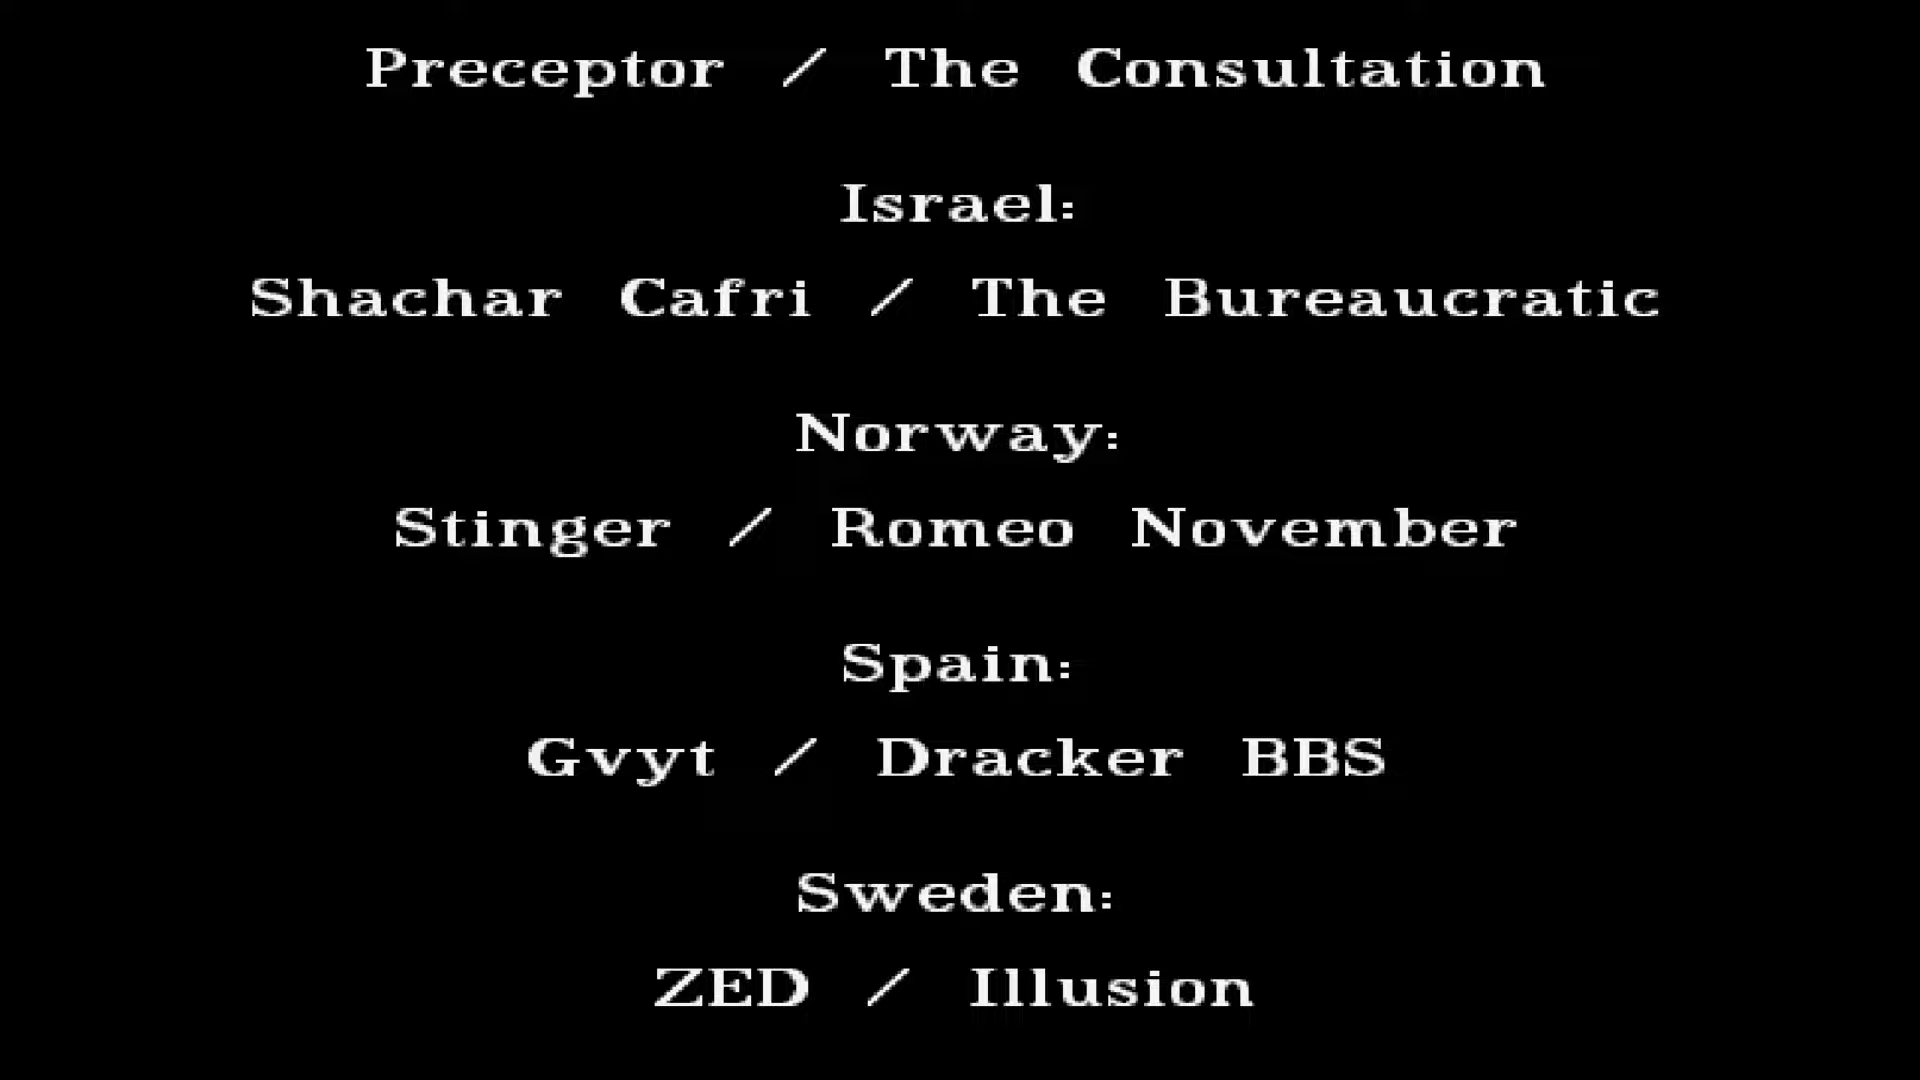 Preceptor / The Consultation
Israel:
Shachar Cafri / The Bureaucratic
Norway:
Stinger / Romeo November
Spain:
Gvyt / Dracker BBS
Sweden:
ZED / Illusion